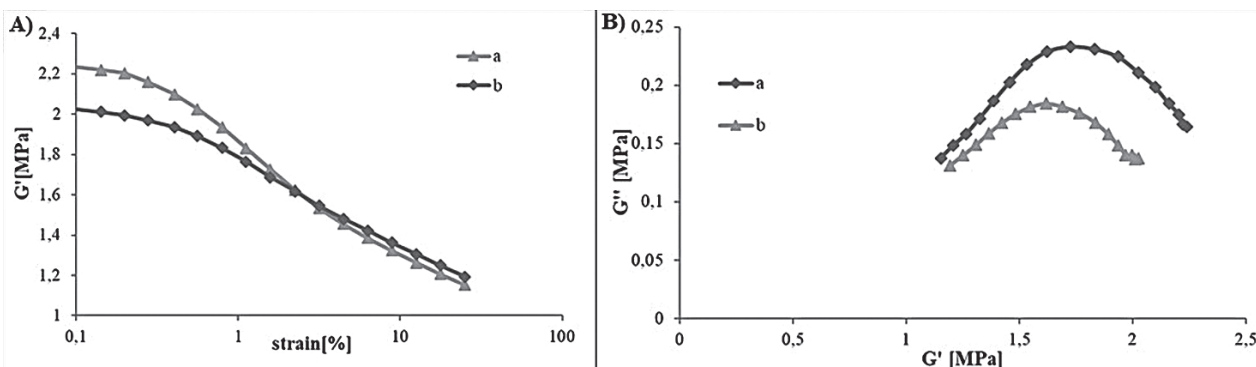 A)
G'[MPa]
2,4
2,2
2
1,8
1,6
1,4
1,2
1
0,1
1
10
100
strain[%]
a
b
B)
G'' [MPa]
0,25
0,2
0,15
0,1
0,05
0
0
0,5
1
1,5
2
2,5
G' [MPa]
a
b